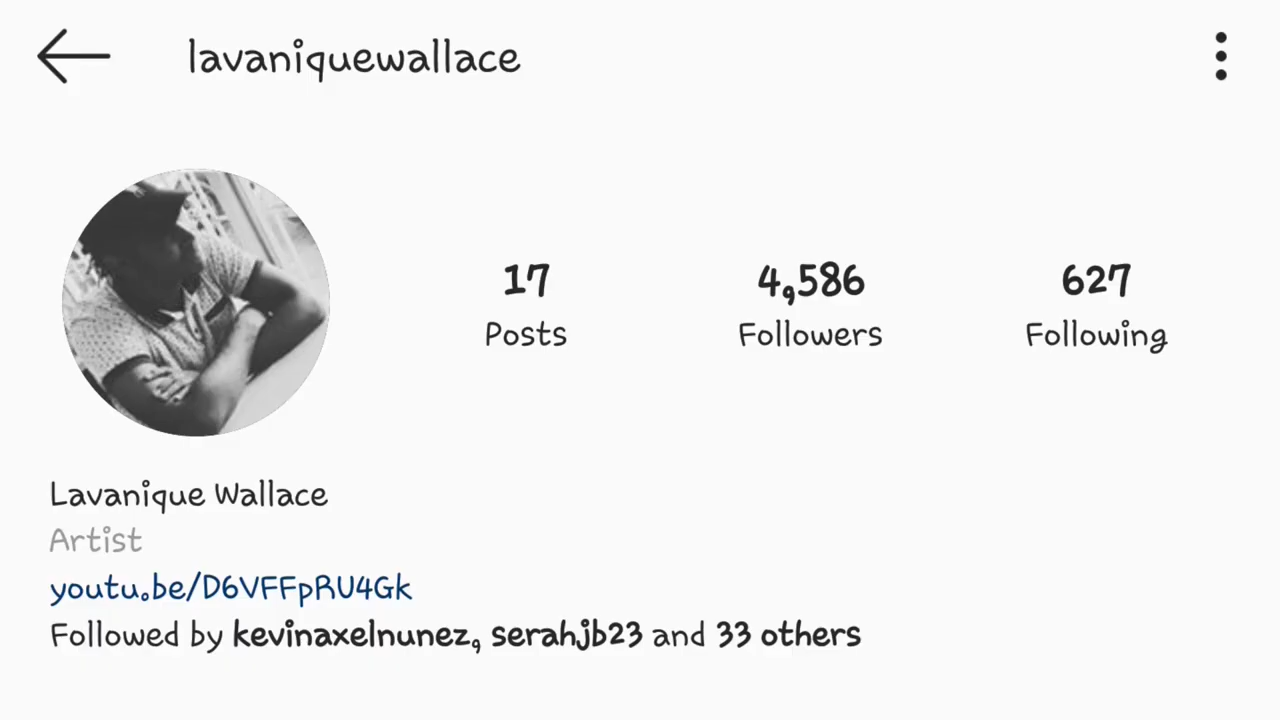 lavaniquewallace
17 4,586 627
Posts Followers Following
Lavanique Wallace
Artist
youtu.be/D6VFFpRU4Gk
Followed by kevinaxelnunez, serahjb23 and 33 others